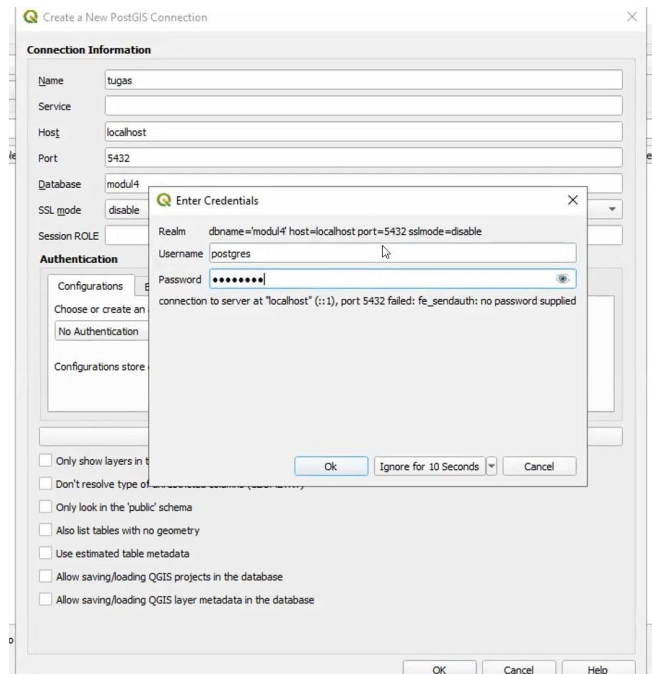 Create a New PostGIS Connection
Connection Information
Name tugas
Service
Host localhost
Port 5432
Database modul4
SSL mode disable
Session ROLE
Authentication
Configurations
Choose or create an
No Authentication
Configurations store
Enter Credentials
Realm dbname='modul4' host=localhost port=5432 sslmode=disable
Username postgres
Password ●●●●●●●●
connection to server at "localhost" (::1), port 5432 failed: fe_sendauth: no password supplied
Ok Ignore for 10 Seconds Cancel
Only show layers in t
Don't resolve type of
Only look in the 'public' schema
Also list tables with no geometry
Use estimated table metadata
Allow saving/loading QGIS projects in the database
Allow saving/loading QGIS layer metadata in the database
OK Cancel Help